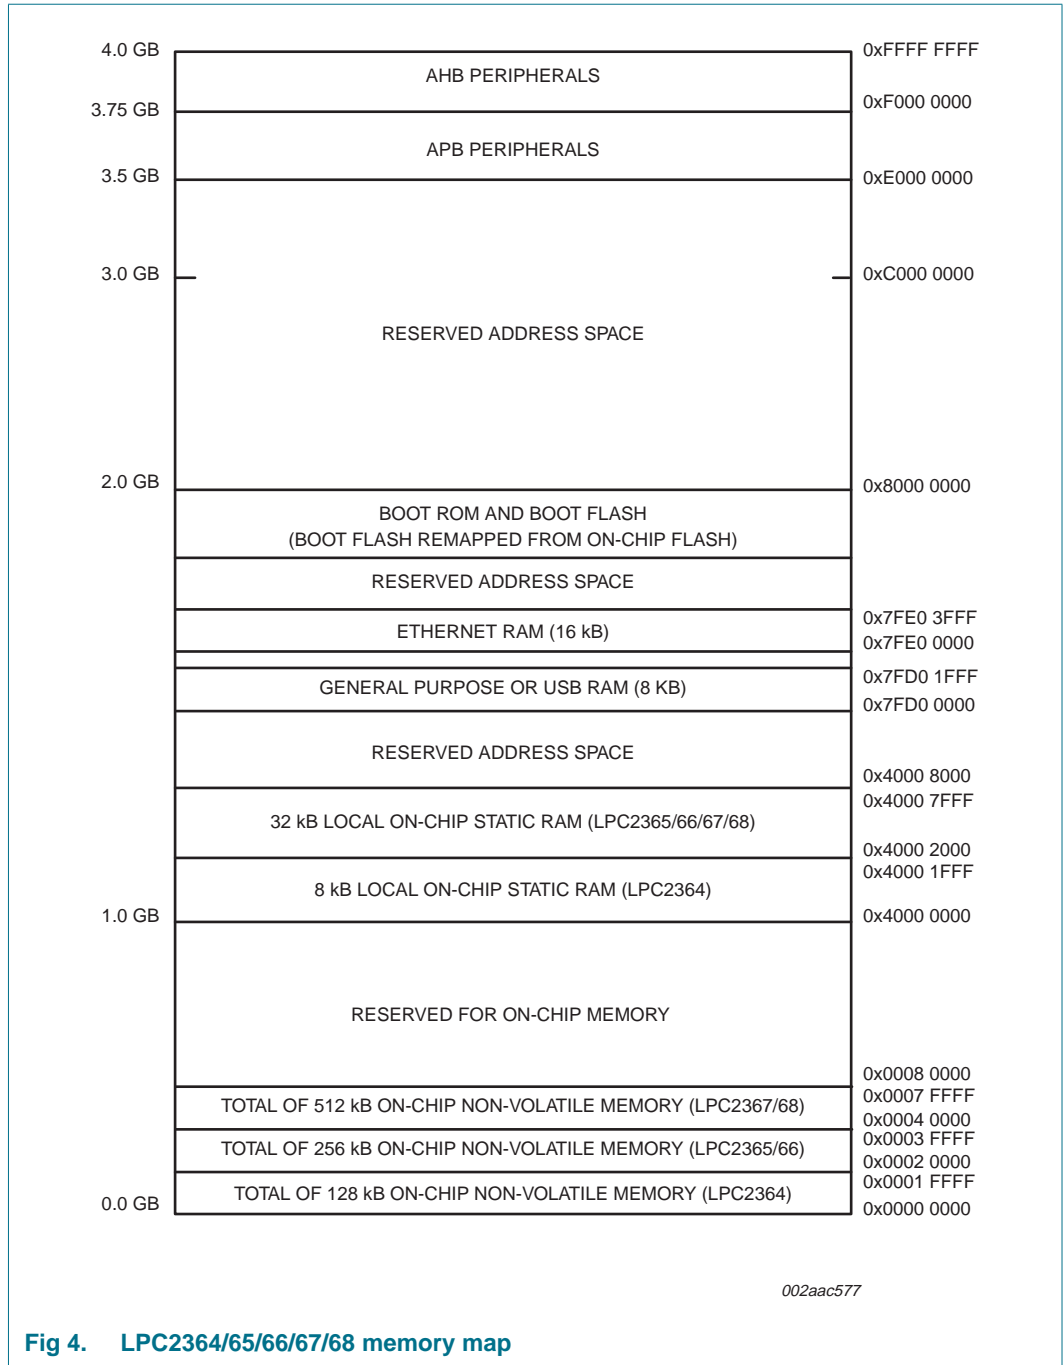 4.0 GB
0xFFFF FFFF
AHB PERIPHERALS
3.75 GB
0xF000 0000
APB PERIPHERALS
3.5 GB
0xE000 0000
3.0 GB
0xC000 0000
RESERVED ADDRESS SPACE
2.0 GB
0x8000 0000
BOOT ROM AND BOOT FLASH
(BOOT FLASH REMAPPED FROM ON-CHIP FLASH)
RESERVED ADDRESS SPACE
0x7FE0 3FFF
ETHERNET RAM (16 kB)
0x7FE0 0000
0x7FD0 1FFF
GENERAL PURPOSE OR USB RAM (8 KB)
0x7FD0 0000
RESERVED ADDRESS SPACE
0x4000 8000
0x4000 7FFF
32 kB LOCAL ON-CHIP STATIC RAM (LPC2365/66/67/68)
0x4000 2000
0x4000 1FFF
8 kB LOCAL ON-CHIP STATIC RAM (LPC2364)
1.0 GB
0x4000 0000
RESERVED FOR ON-CHIP MEMORY
0x0008 0000
0x0007 FFFF
TOTAL OF 512 kB ON-CHIP NON-VOLATILE MEMORY (LPC2367/68)
0x0004 0000
0x0003 FFFF
TOTAL OF 256 kB ON-CHIP NON-VOLATILE MEMORY (LPC2365/66)
0x0002 0000
0x0001 FFFF
TOTAL OF 128 kB ON-CHIP NON-VOLATILE MEMORY (LPC2364)
0.0 GB
0x0000 0000
002aac577
Fig 4. LPC2364/65/66/67/68 memory map